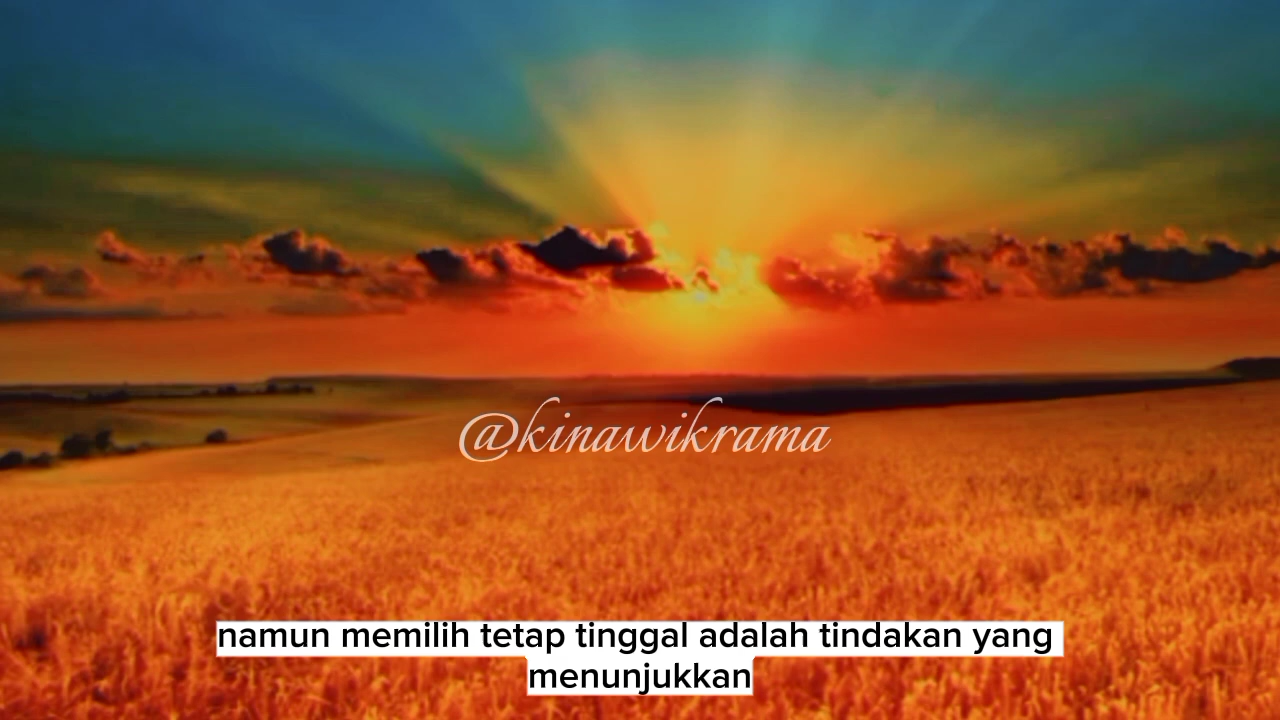 @kinawikrama
namun memilih tetap tinggal adalah tindakan yang
menunjukkan